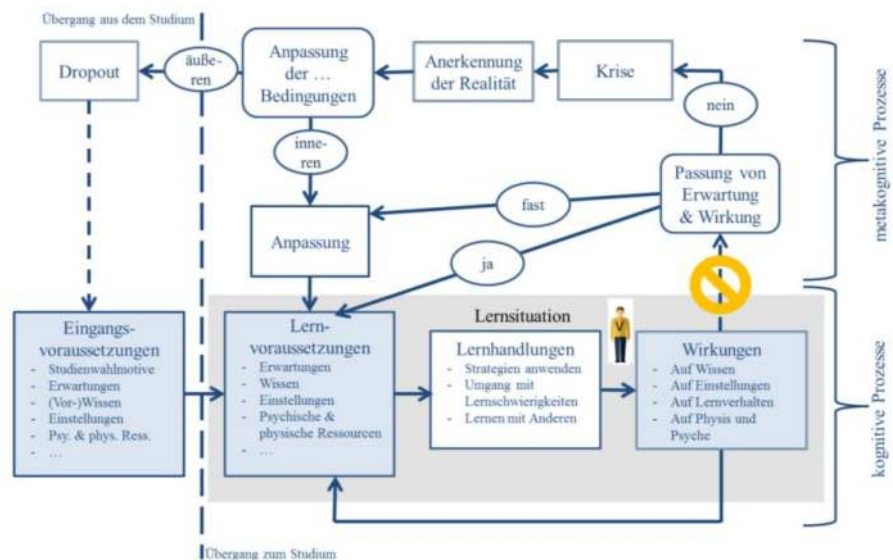 Übergang aus dem Studium
Dropout
äuße-
ren
Anpassung
der …
Bedingungen
Anerkennung
der Realität
Krise
nein
inne-
ren
Passung von
Erwartung
& Wirkung
fast
Anpassung
ja
metakognitive Prozesse
Eingangs-
voraussetzungen
- Studienwahlmotive
- Erwartungen
- (Vor-)Wissen
- Einstellungen
- Psy. & phys. Ress.
- …
Lern-
voraussetzungen
- Erwartungen
- Wissen
- Einstellungen
- Psychische &
physische Ressourcen
- …
Lernsituation
Lernhandlungen
- Strategien anwenden
- Umgang mit
Lernschwierigkeiten
- Lernen mit Anderen
Wirkungen
- Auf Wissen
- Auf Einstellungen
- Auf Lernverhalten
- Auf Physis und
Psyche
kognitive Prozesse
Übergang zum Studium